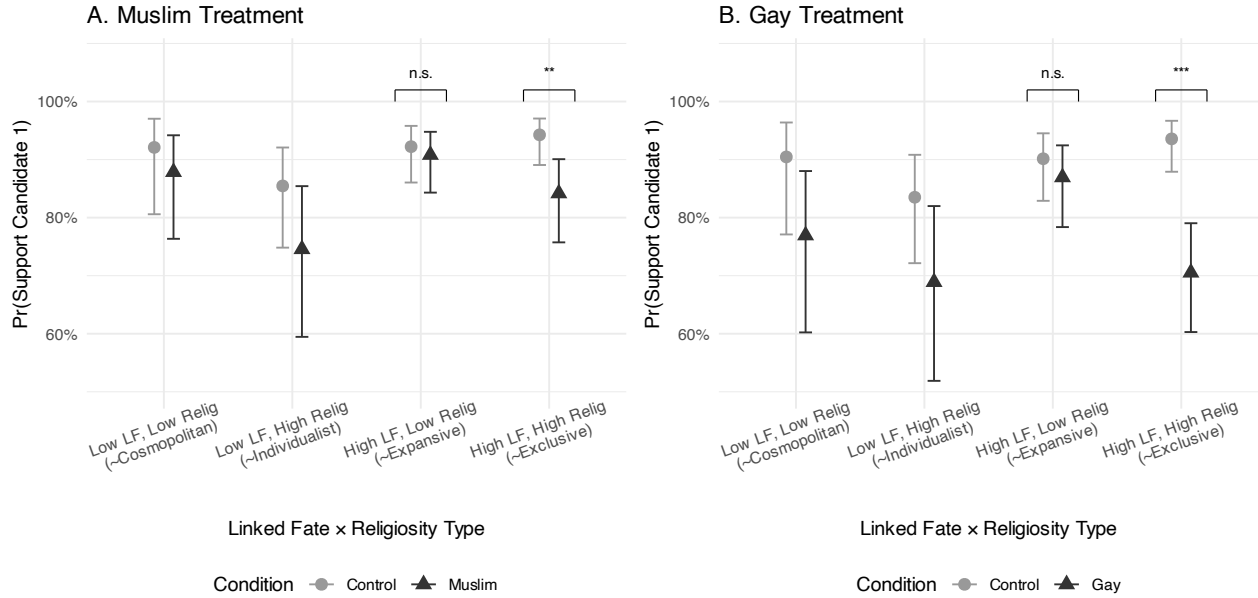 A. Muslim Treatment
n.s.
**
100%
80%
60%
Pr(Support Candidate 1)
Low LF, Low Relig
(~Cosmopolitan)
Low LF, High Relig
(~Individualist)
High LF, Low Relig
(~Expansive)
High LF, High Relig
(~Exclusive)
Linked Fate × Religiosity Type
Condition Control Muslim
B. Gay Treatment
n.s.
***
100%
80%
60%
Pr(Support Candidate 1)
Low LF, Low Relig
(~Cosmopolitan)
Low LF, High Relig
(~Individualist)
High LF, Low Relig
(~Expansive)
High LF, High Relig
(~Exclusive)
Linked Fate × Religiosity Type
Condition Control Gay